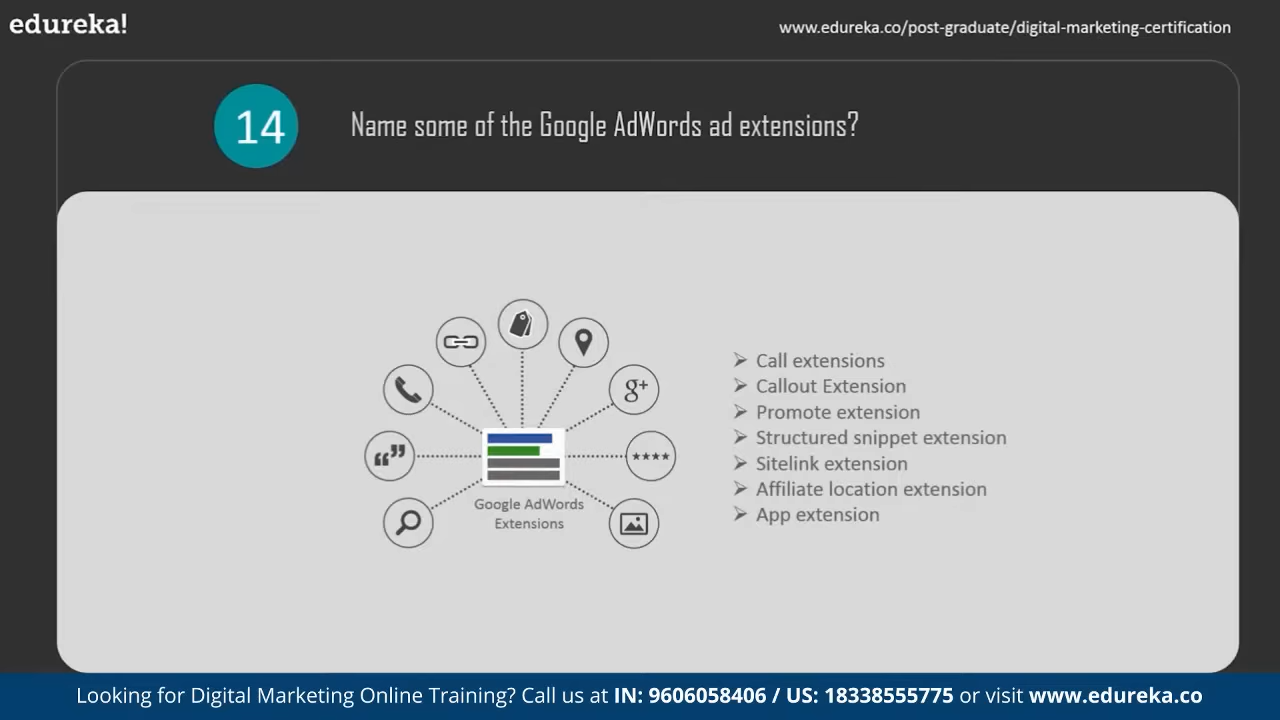 edureka!
www.edureka.co/post-graduate/digital-marketing-certification
14
Name some of the Google AdWords ad extensions?
g+
Google AdWords
Extensions
Call extensions
Callout Extension
Promote extension
Structured snippet extension
Sitelink extension
Affiliate location extension
App extension
Looking for Digital Marketing Online Training? Call us at IN: 9606058406 / US: 18338555775 or visit www.edureka.co